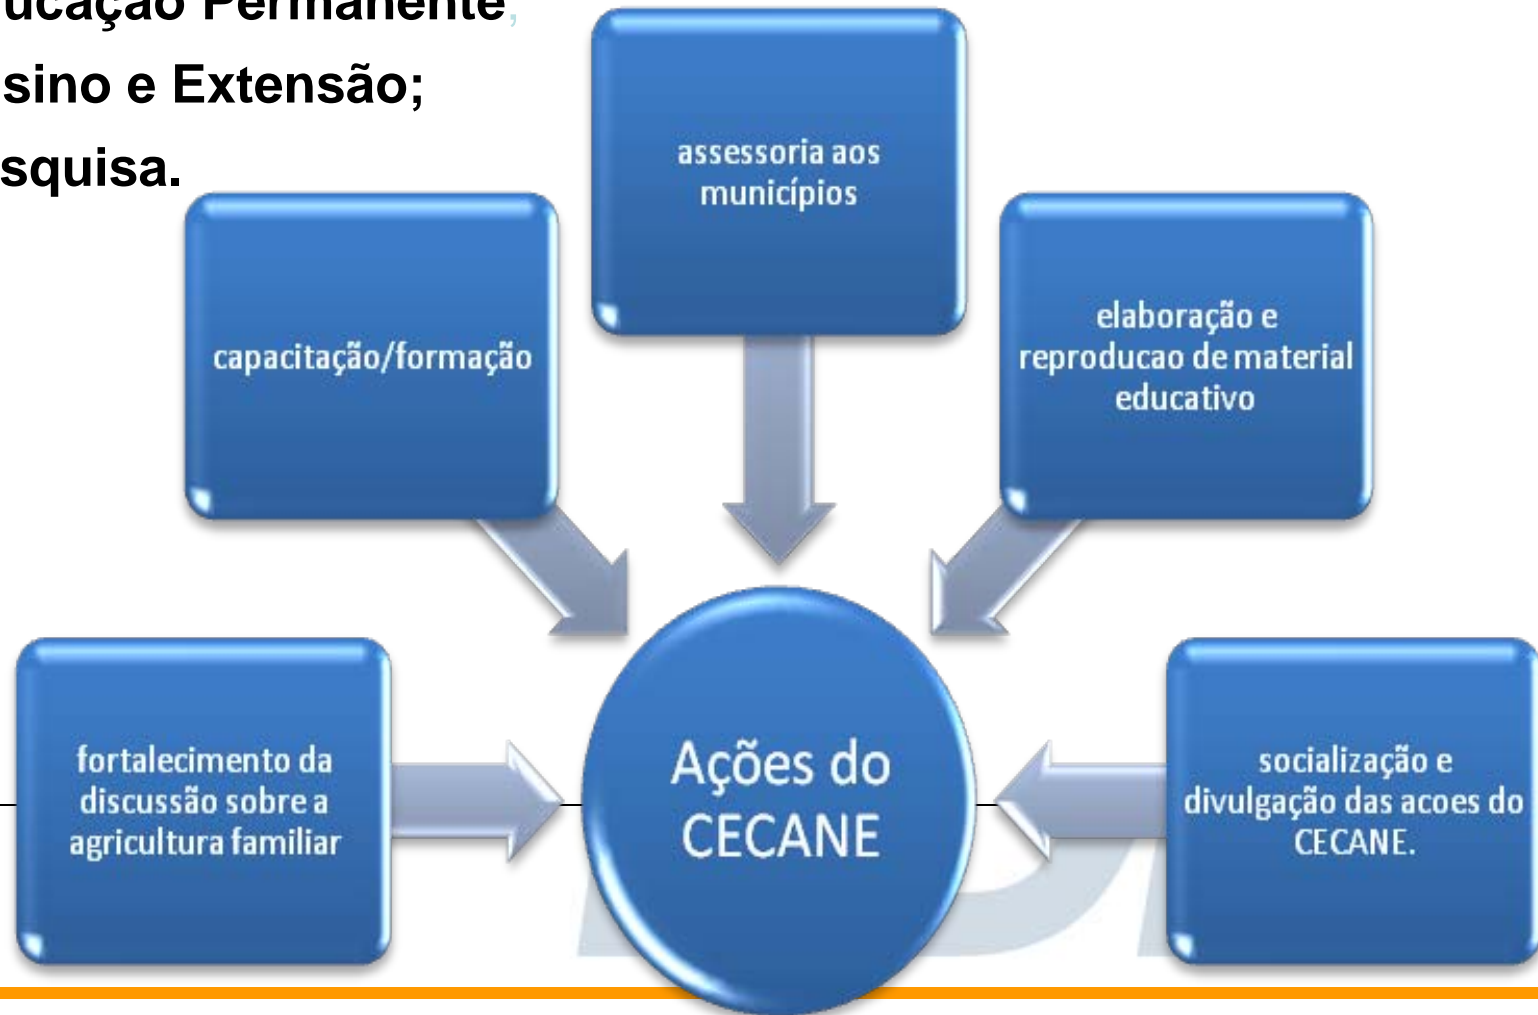 ucação Permanente,
sino e Extensão;
squisa.
assessoria aos
municípios
capacitação/formação
elaboração e
reproducao de material
educativo
fortalecimento da
discussão sobre a
agricultura familiar
Ações do
CECANE
socialização e
divulgação das acoes do
CECANE.